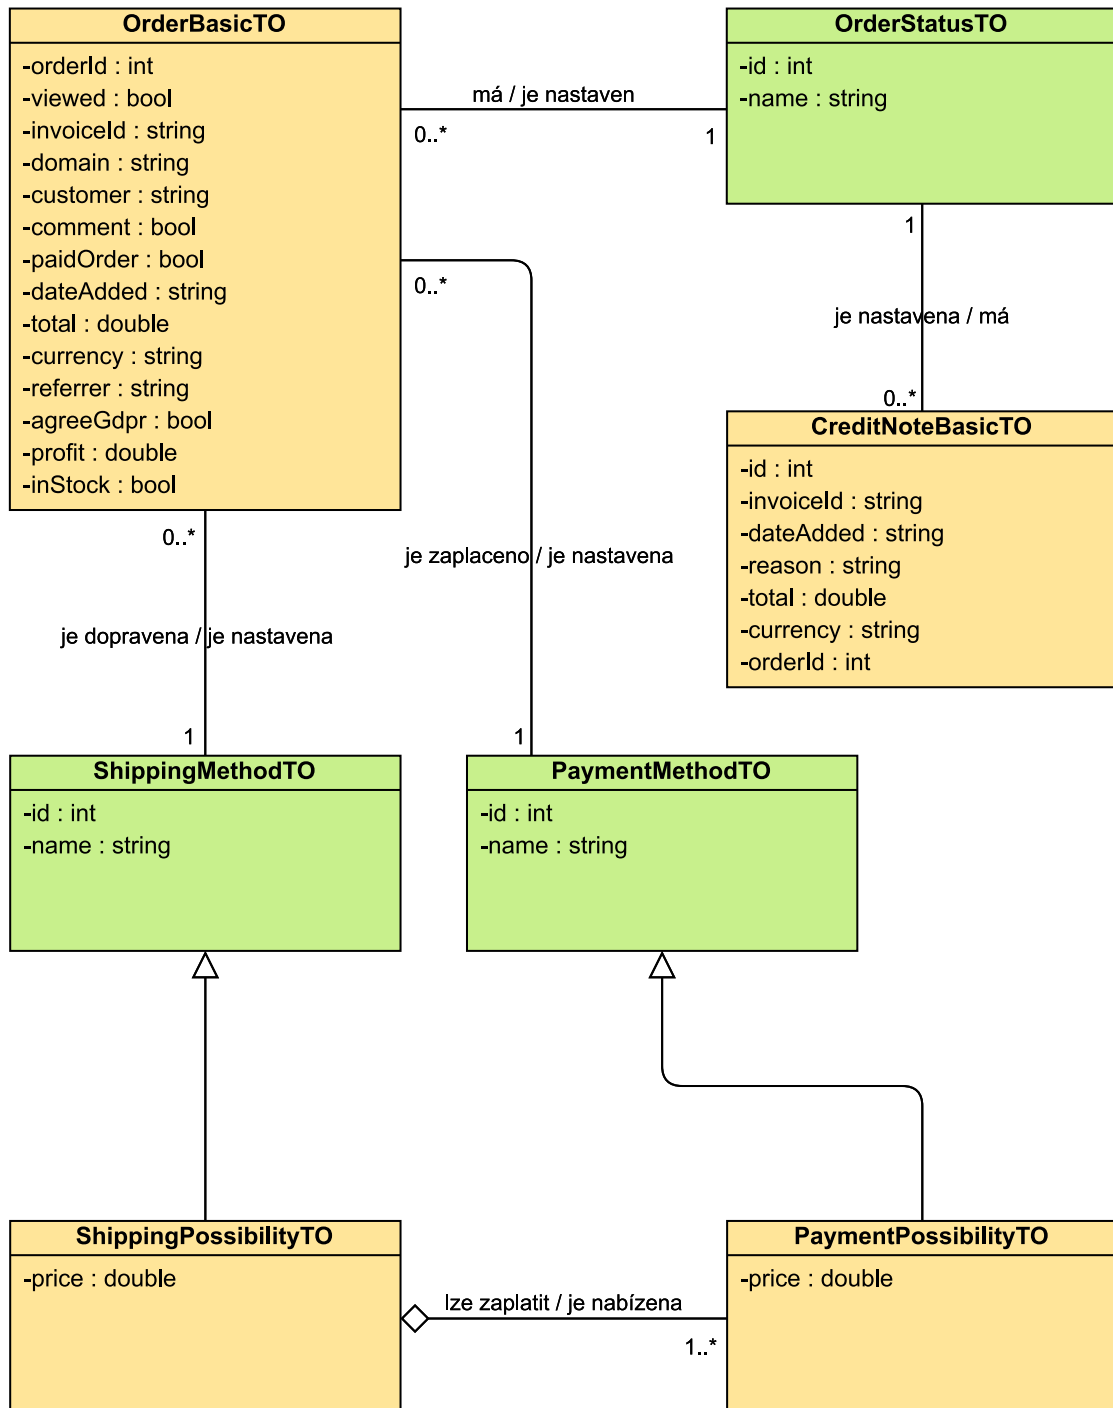 OrderBasicTO
-orderId : int
-viewed : bool
-invoiceId : string
-domain : string
-customer : string
-comment : bool
-paidOrder : bool
-dateAdded : string
-total : double
-currency : string
-referrer : string
-agreeGdpr : bool
-profit : double
-inStock : bool
má / je nastaven
0..*
1
OrderStatusTO
-id : int
-name : string
0..*
1
je nastavena / má
0..*
CreditNoteBasicTO
-id : int
-invoiceId : string
-dateAdded : string
-reason : string
-total : double
-currency : string
-orderId : int
0..*
je zaplaceno / je nastavena
je dopravena / je nastavena
1
1
ShippingMethodTO
-id : int
-name : string
PaymentMethodTO
-id : int
-name : string
ShippingPossibilityTO
-price : double
lze zaplatit / je nabízena
1..*
PaymentPossibilityTO
-price : double